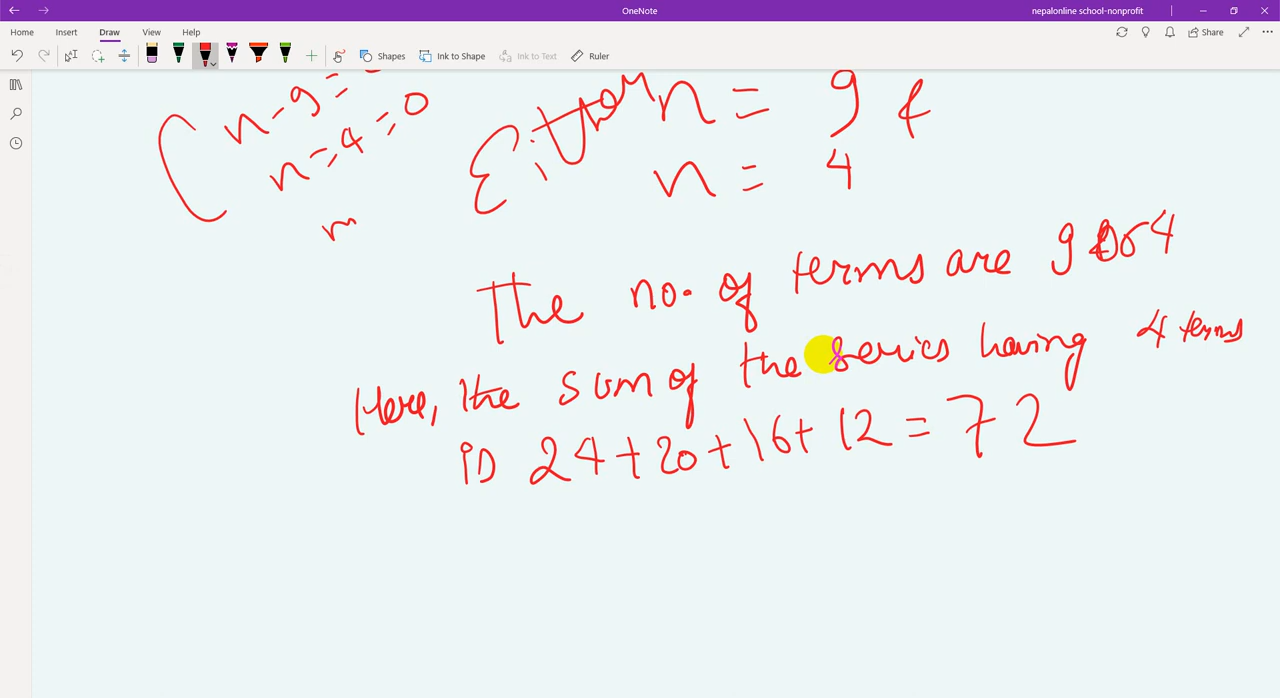 OneNote
nepalonline school-nonprofit
Home Insert Draw View Help
Shapes Ink to Shape Ink to Text Ruler Share
n-9=
n-4=0
n
Either n = 9 &
n = 4
The no. of terms are 9 Or 4
Here, the sum of the series having 4 terms
is 24+20+16+12=72